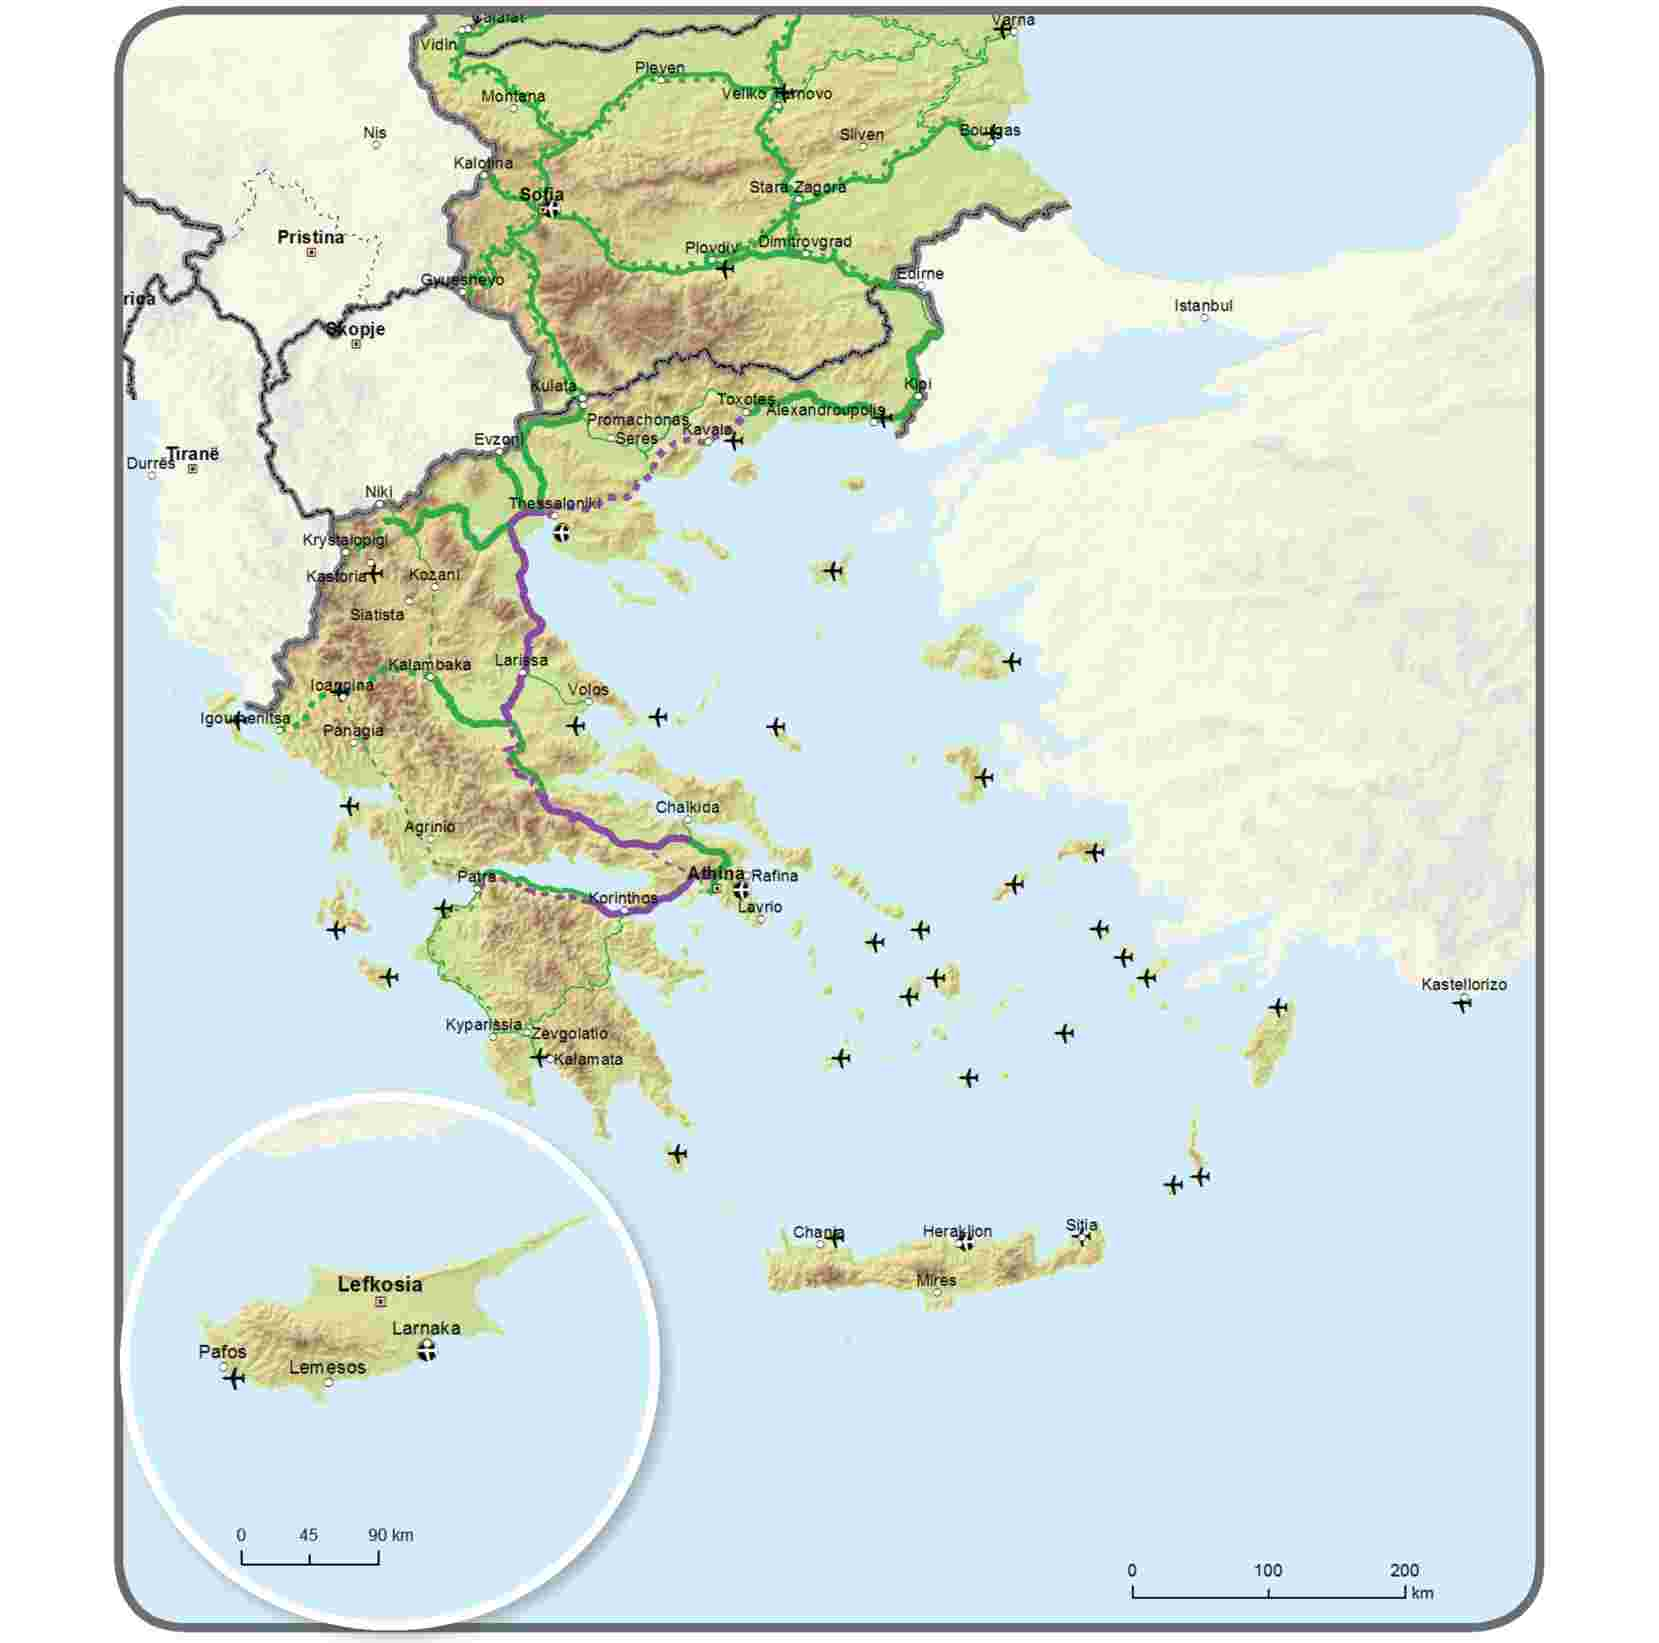 Calafat
Varna
Vidin
Pleven
Montana
Veliko Tarnovo
Nis
Sliven
Bourgas
Kalotina
Sofia
Stara Zagora
Pristina
Plovdiv
Dimitrovgrad
Gyueshevo
Edirne
Istanbul
rica
Skopje
Kulata
Kipi
Toxotes
Promachonas
Alexandroupolis
Kavala
Seres
Evzoni
Tiranë
Durrës
Niki
Thessaloniki
Krystalopigi
Kastoria
Kozani
Siatista
Kalambaka
Larissa
Ioannina
Volos
Igoumenitsa
Panagia
Chalkida
Agrinio
Patra
Athina
Rafina
Korinthos
Lavrio
Kastellorizo
Kyparissia
Zevgolatio
Kalamata
Chania
Heraklion
Sitia
Mires
Lefkosia
Larnaka
Pafos
Lemesos
0 45 90 km
0 100 200
km